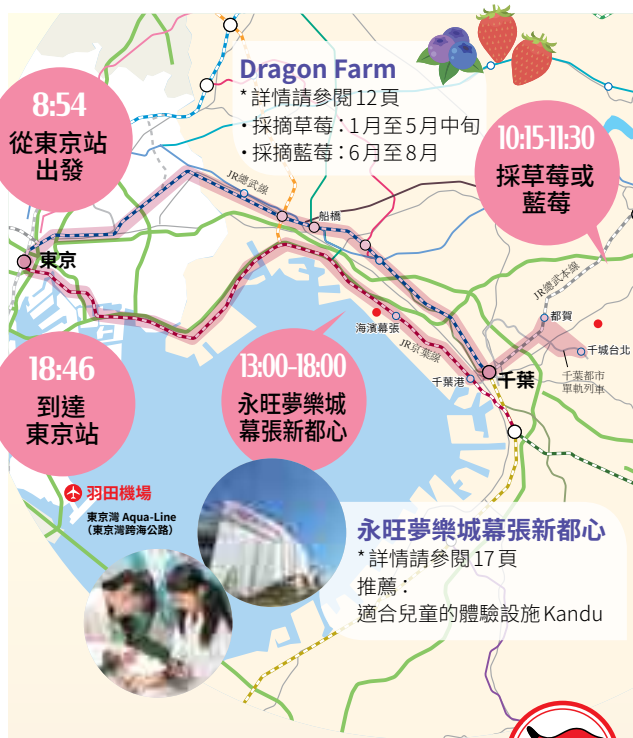 Dragon Farm
*詳情請參閱12頁
・採摘草莓：1月至5月中旬
・採摘藍莓：6月至8月
8:54
從東京站
出發
10:15-11:30
採草莓或
藍莓
JR總武線
船橋
東京
JR總武本線
都賀
海濱幕張
JR京葉線
千城台北
千葉都市
單軌列車
千葉港
千葉
18:46
到達
東京站
13:00-18:00
永旺夢樂城
幕張新都心
羽田機場
東京灣 Aqua-Line
（東京灣跨海公路）
永旺夢樂城幕張新都心
*詳情請參閱17頁
推薦：
適合兒童的體驗設施 Kandu